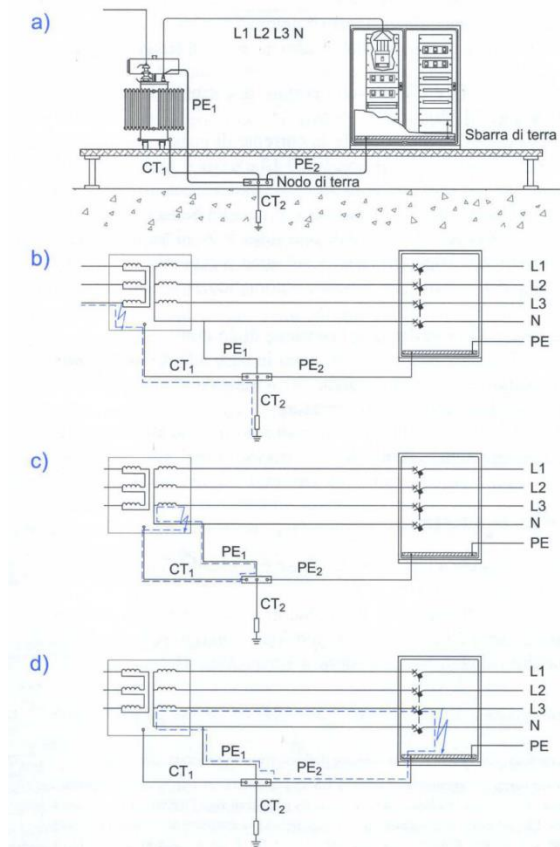 a)
L1 L2 L3 N
PE1
Sbarra di terra
CT1
PE2
Nodo di terra
CT2
b)
L1
L2
L3
N
PE
PE1
CT1
PE2
CT2
c)
L1
L2
L3
N
PE
PE1
CT1
PE2
CT2
d)
L1
L2
L3
N
PE
PE1
CT1
PE2
CT2